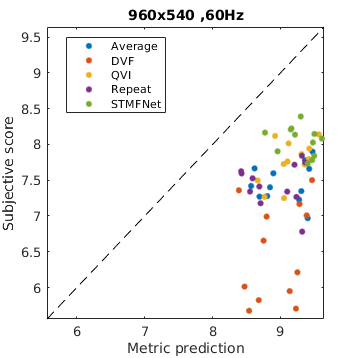 960x540 ,60Hz
9.5
9
8.5
8
7.5
7
6.5
6
Subjective score
Average
DVF
QVI
Repeat
STMFNet
6 7 8 9
Metric prediction